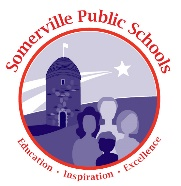 Somerville Public Schools
Education · Inspiration · Excellence